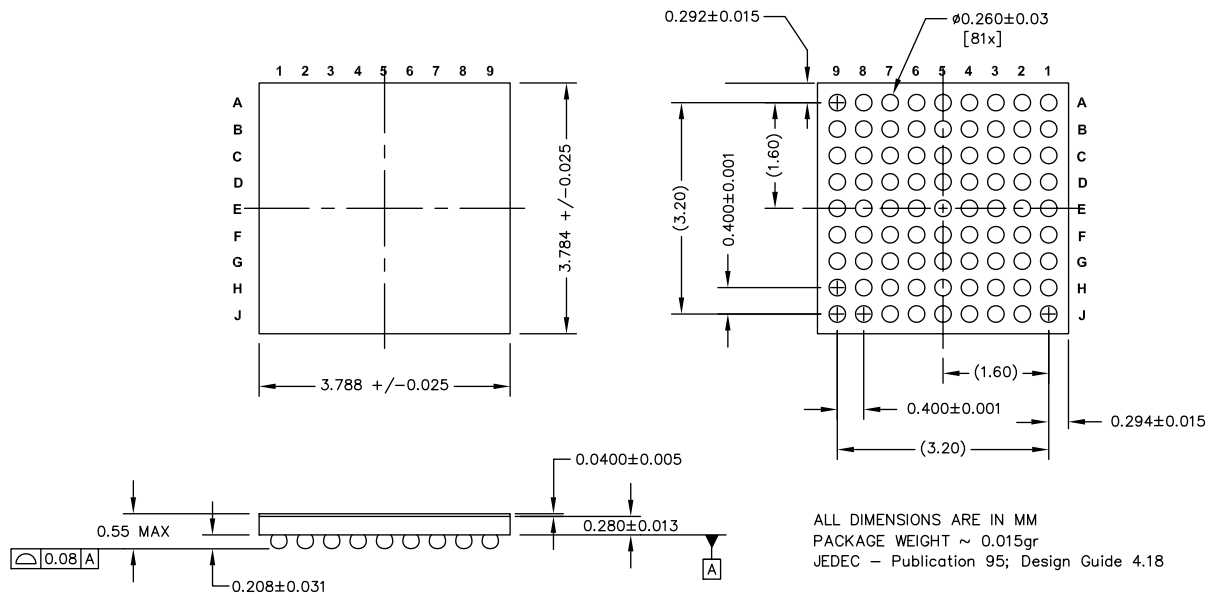 0.292±0.015
ø0.260±0.03
[81x]
1 2 3 4 5 6 7 8 9
9 8 7 6 5 4 3 2 1
A
B
C
D
E
F
G
H
J
3.784 +/-0.025
3.788 +/-0.025
(3.20)
(1.60)
0.400±0.001
A
B
C
D
E
F
G
H
J
(1.60)
0.400±0.001
0.294±0.015
(3.20)
0.0400±0.005
0.55 MAX
0.280±0.013
0.08 A
A
0.208±0.031
ALL DIMENSIONS ARE IN MM
PACKAGE WEIGHT ~ 0.015gr
JEDEC – Publication 95; Design Guide 4.18